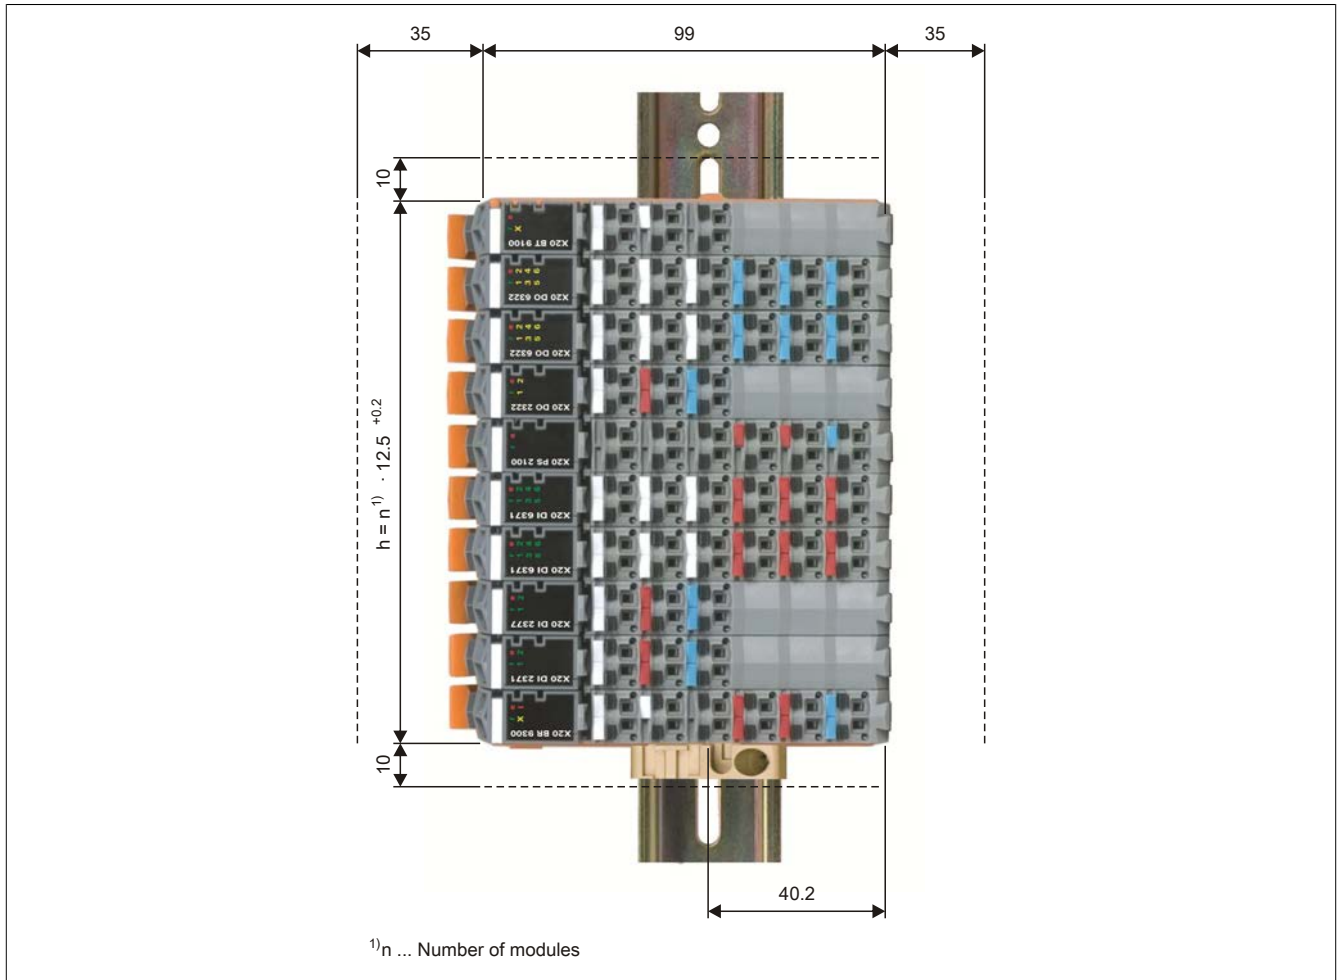 35 99 35
10
X20 BT 9100
X20 DO 6322
X20 DO 6322
X20 DO 2322
X20 PS 2100
h = n¹⁾ · 12.5 +0.2
X20 DI 6371
X20 DI 6371
X20 DI 2377
X20 DI 2371
X20 BR 9300
10
40.2
¹⁾n ... Number of modules